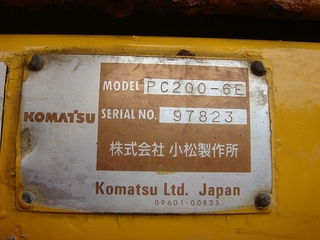 MODEL PC200-6E
KOMATSU SERIAL NO. 97823
株式会社 小松製作所
Komatsu Ltd. Japan
09601-00835